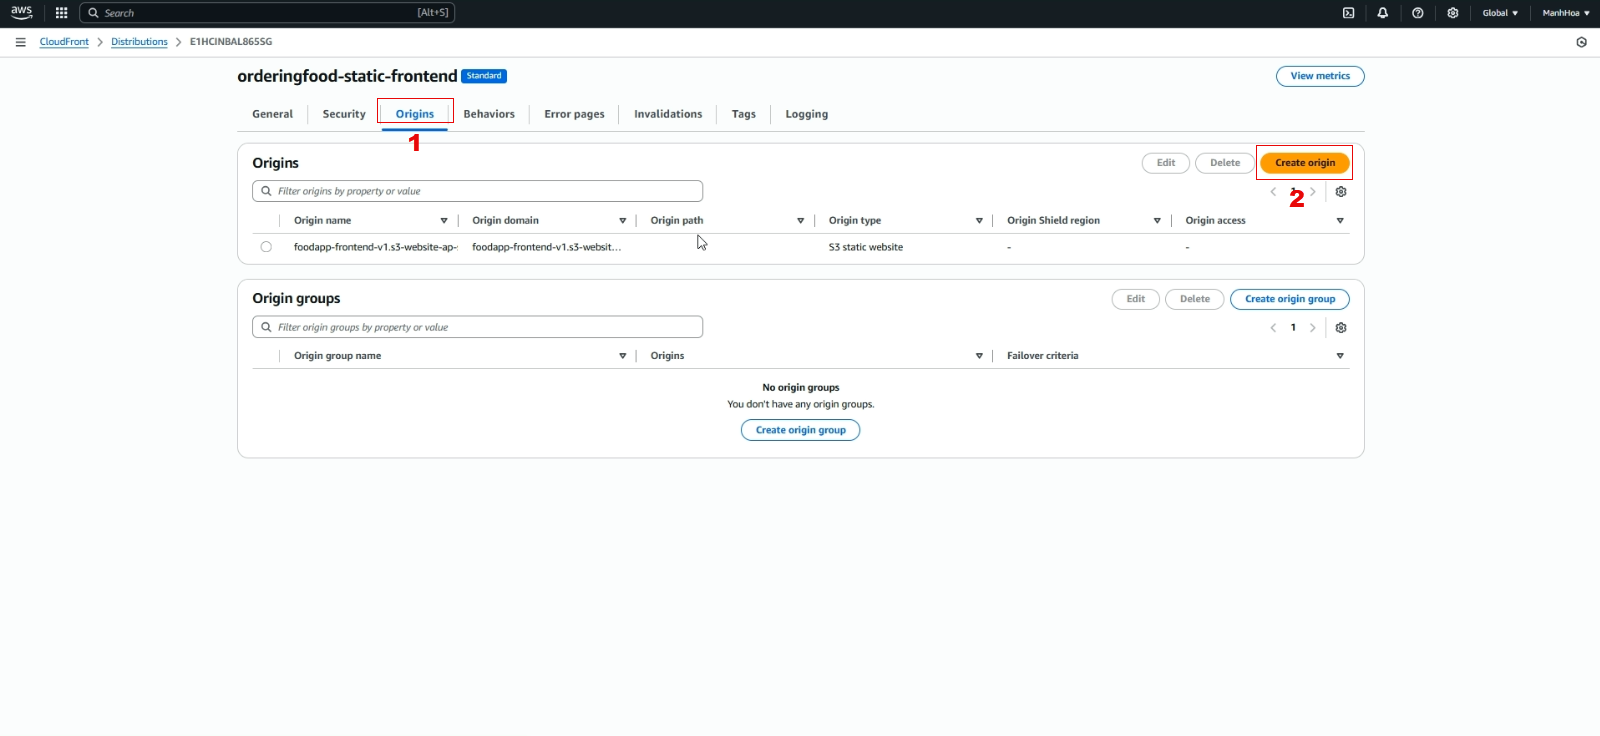 aws Search [Alt+S] Global ManhHoa
CloudFront Distributions E1HCINBAL865SG
orderingfood-static-frontend Standard View metrics
General Security Origins Behaviors Error pages Invalidations Tags Logging
1
Origins Edit Delete Create origin
Filter origins by property or value
2
Origin name Origin domain Origin path Origin type Origin Shield region Origin access
foodapp-frontend-v1.s3-website-ap- foodapp-frontend-v1.s3-websit... S3 static website - -
Origin groups Edit Delete Create origin group
Filter origin groups by property or value 1
Origin group name Origins Failover criteria
No origin groups
You don't have any origin groups.
Create origin group